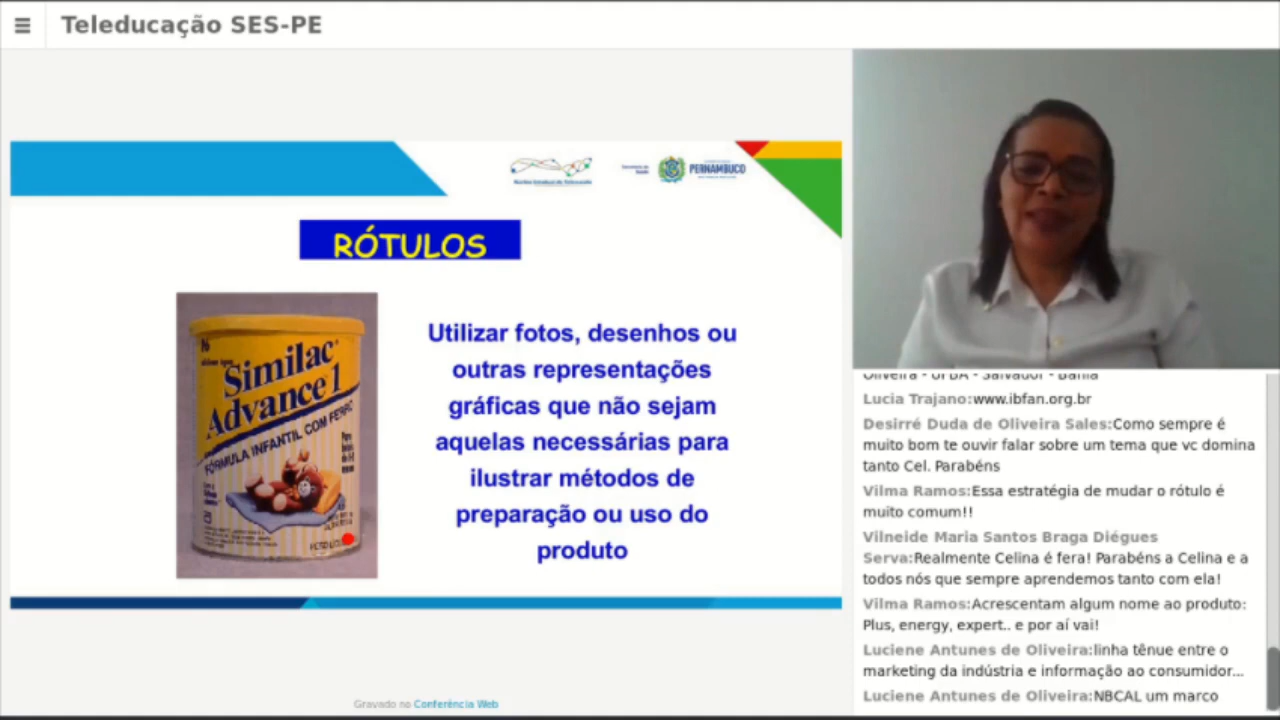 Teleducação SES-PE
PERNAMBUCO
RÓTULOS
Similac
Advance 1
FÓRMULA INFANTIL COM FERRO
Utilizar fotos, desenhos ou
outras representações
gráficas que não sejam
aquelas necessárias para
ilustrar métodos de
preparação ou uso do
produto
Gravado no Conferência Web
Oliveira - UFBA - Salvador - Bahia
Lucia Trajano:www.ibfan.org.br
Desirré Duda de Oliveira Sales:Como sempre é
muito bom te ouvir falar sobre um tema que vc domina
tanto Cel. Parabéns
Vilma Ramos:Essa estratégia de mudar o rótulo é
muito comum!!
Vilneide Maria Santos Braga Diégues
Serva:Realmente Celina é fera! Parabéns a Celina e a
todos nós que sempre aprendemos tanto com ela!
Vilma Ramos:Acrescentam algum nome ao produto:
Plus, energy, expert.. e por aí vai!
Luciene Antunes de Oliveira:linha tênue entre o
marketing da indústria e informação ao consumidor...
Luciene Antunes de Oliveira:NBCAL um marco